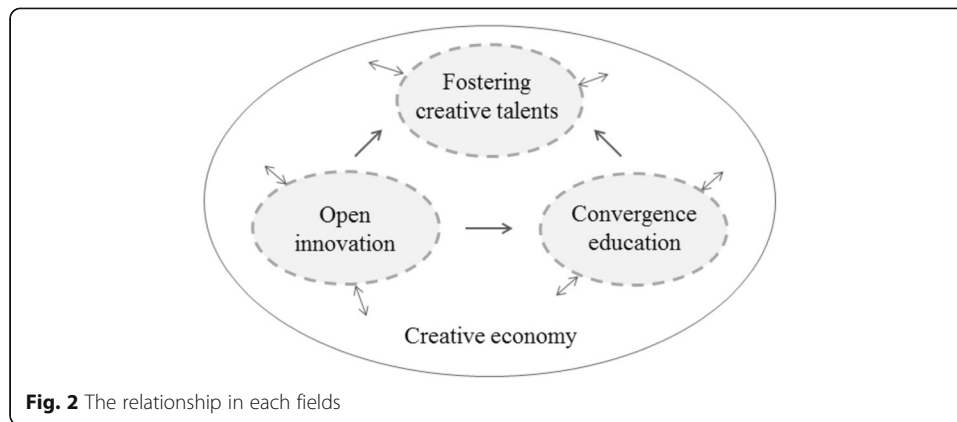 Fostering
creative talents
Open
innovation
Convergence
education
Creative economy
Fig. 2 The relationship in each fields